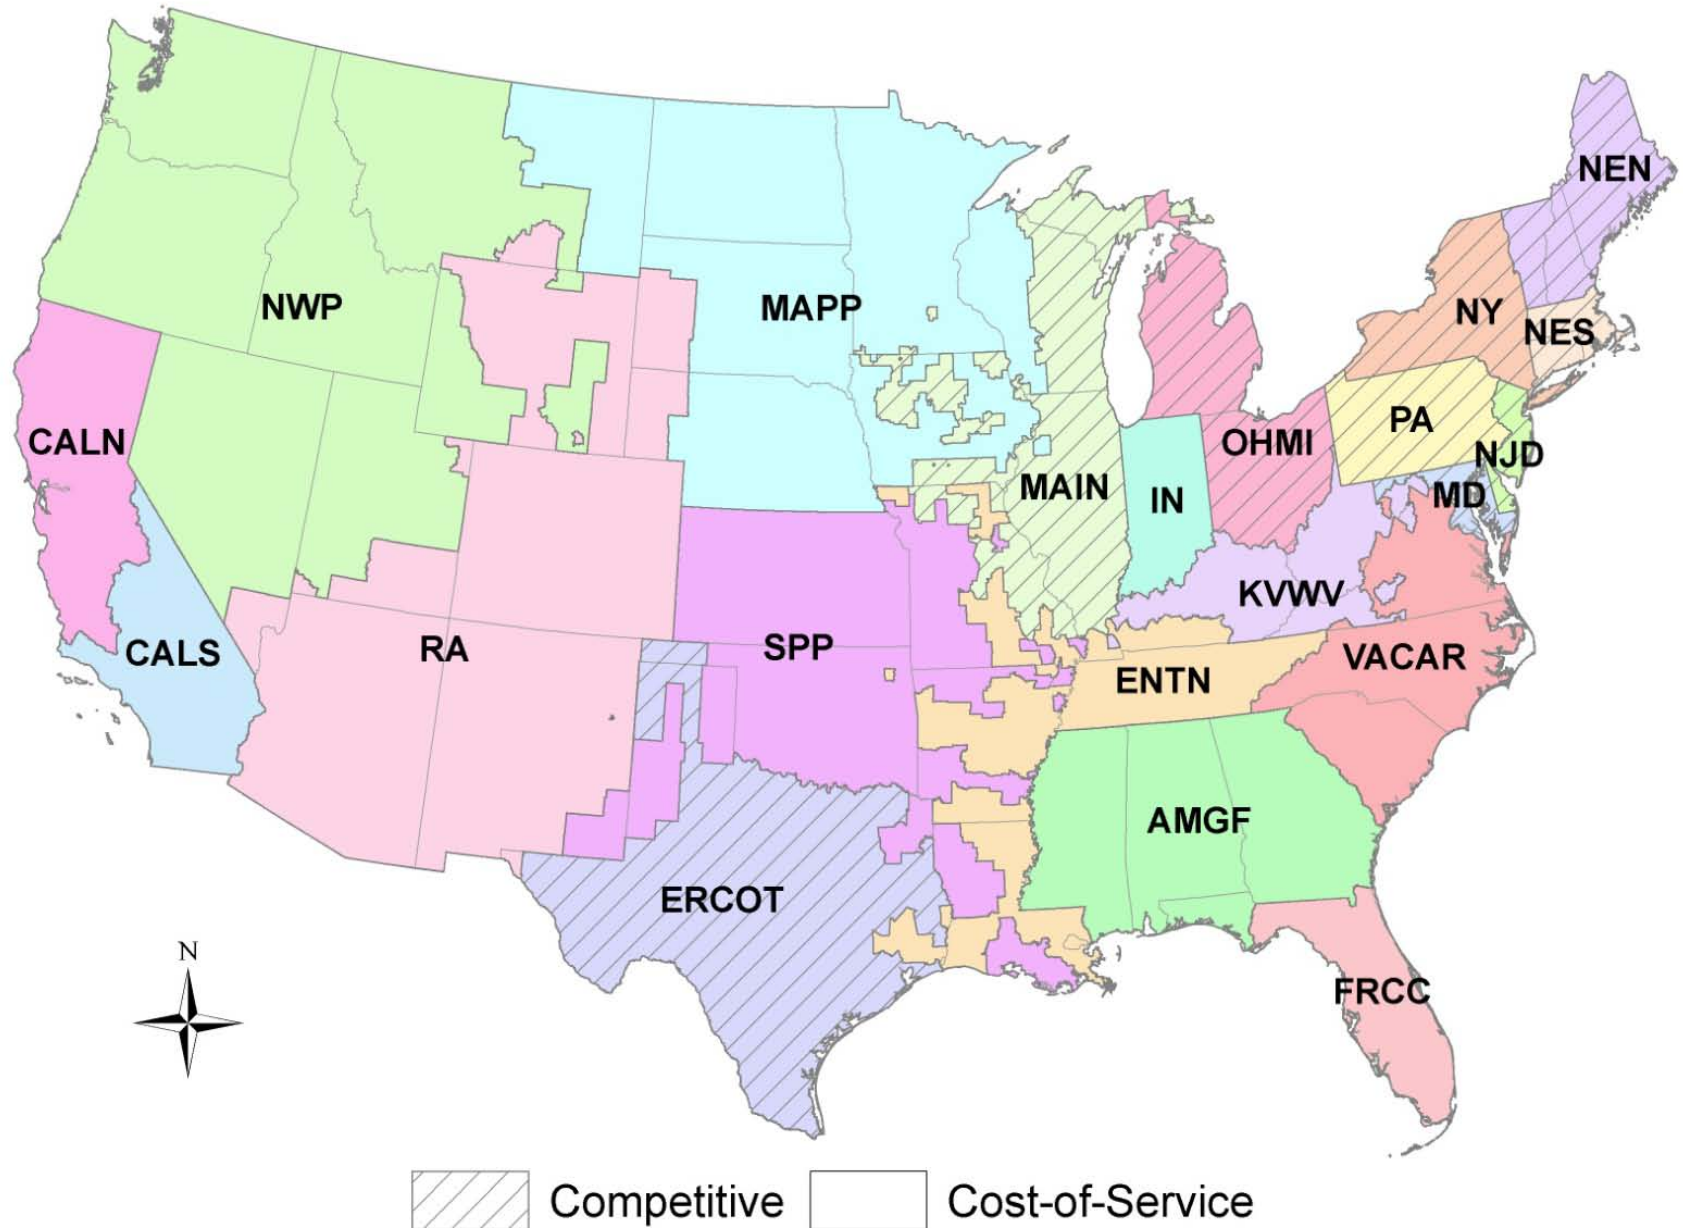 NEN
NWP
MAPP
NY
NES
PA
CALN
OHMI
NJD
MAIN
IN
MD
KVWV
RA
SPP
CALS
VACAR
ENTN
AMGF
ERCOT
N
FRCC
Competitive
Cost-of-Service